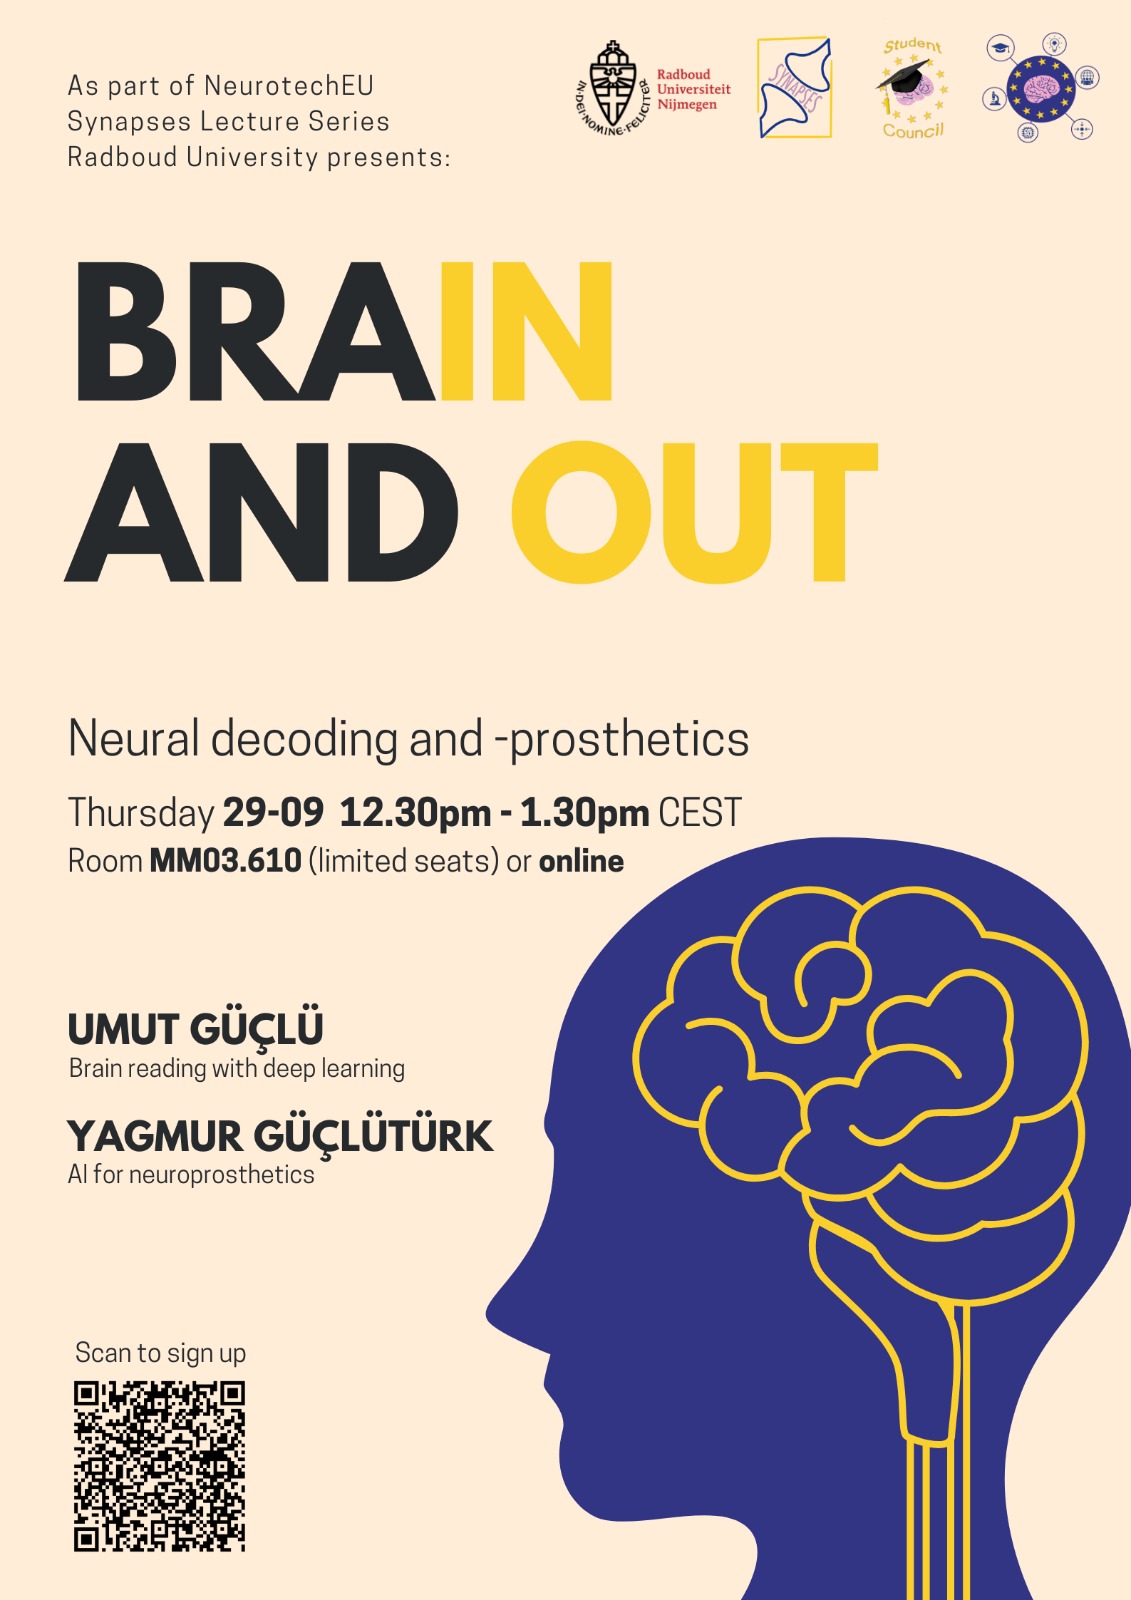 As part of NeurotechEU
Synapses Lecture Series
Radboud University presents:
IN·DEI·NOMINE·FELICITER
Radboud
Universiteit
Nijmegen
SYNAPSES
Student
Council
BRAIN
AND OUT
Neural decoding and -prosthetics
Thursday 29-09 12.30pm - 1.30pm CEST
Room MM03.610 (limited seats) or online
UMUT GÜÇLÜ
Brain reading with deep learning
YAGMUR GÜÇLÜTÜRK
AI for neuroprosthetics
Scan to sign up